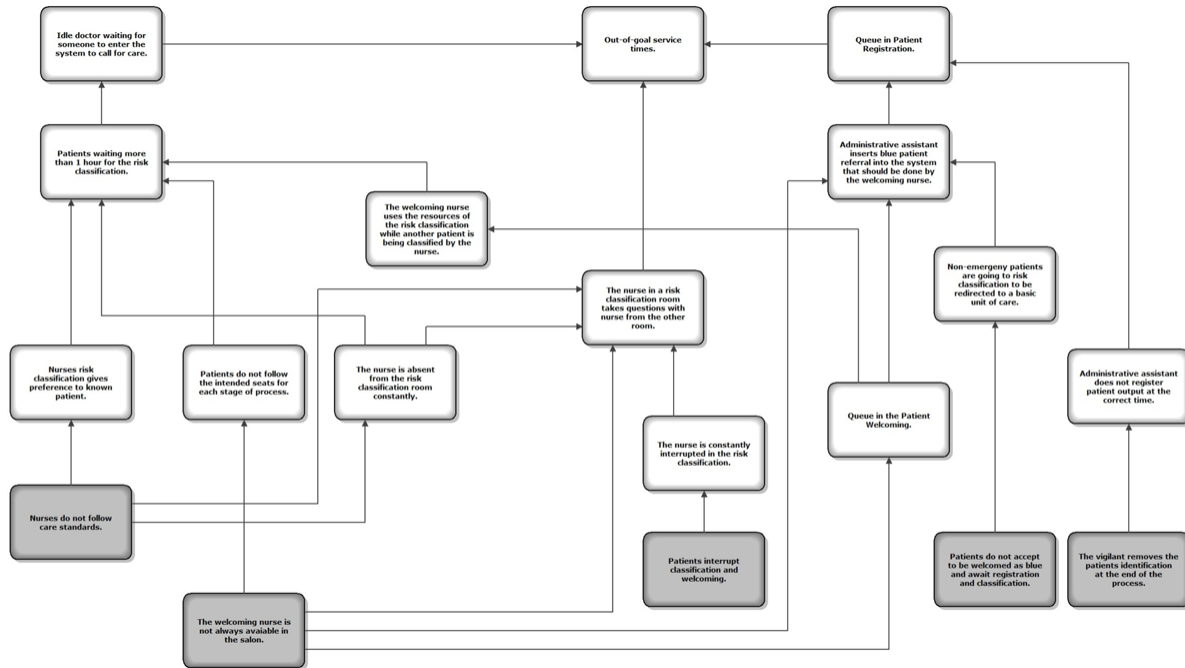 Idle doctor waiting for
someone to enter the
system to call for care.
Out-of-goal service
times.
Queue in Patient
Registration.
Patients waiting more
than 1 hour for the risk
classification.
Administrative assistant
inserts blue patient
referral into the system
that should be done by
the welcoming nurse.
The welcoming nurse
uses the resources of
the risk classification
while another patient is
being classified by the
nurse.
Non-emergeny patients
are going to risk
classification to be
redirected to a basic
unit of care.
The nurse in a risk
classification room
takes questions with
nurse from the other
room.
Nurses risk
classification gives
preference to known
patient.
Patients do not follow
the intended seats for
each stage of process.
The nurse is absent
from the risk
classification room
constantly.
Administrative assistant
does not register
patient output at the
correct time.
Queue in the Patient
Welcoming.
The nurse is constantly
interrupted in the risk
classification.
Nurses do not follow
care standards.
Patients interrupt
classification and
welcoming.
Patients do not accept
to be welcomed as blue
and await registration
and classification.
The vigilant removes the
patients identification
at the end of the
process.
The welcoming nurse is
not always avaiable in
the salon.